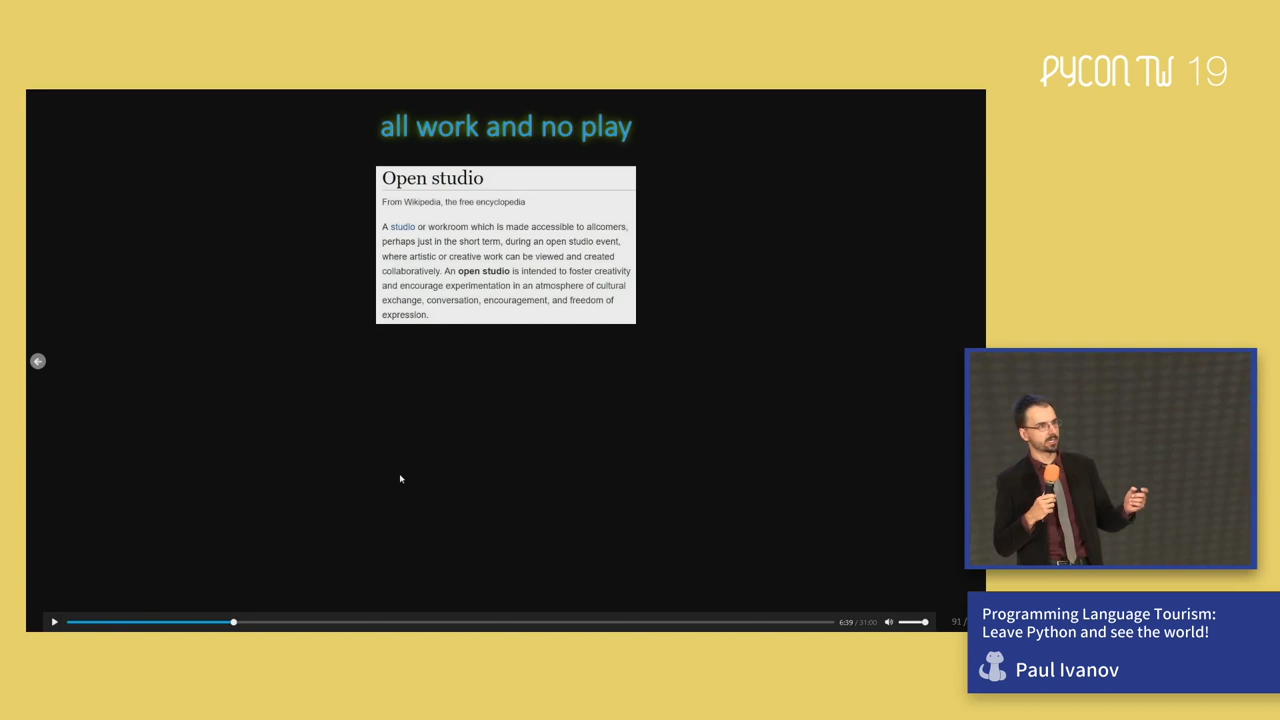 PYCON TW 19
all work and no play
Open studio
From Wikipedia, the free encyclopedia
A studio or workroom which is made accessible to allcomers,
perhaps just in the short term, during an open studio event,
where artistic or creative work can be viewed and created
collaboratively. An open studio is intended to foster creativity
and encourage experimentation in an atmosphere of cultural
exchange, conversation, encouragement, and freedom of
expression.
6:39 / 31:00
91/
Programming Language Tourism:
Leave Python and see the world!
Paul Ivanov